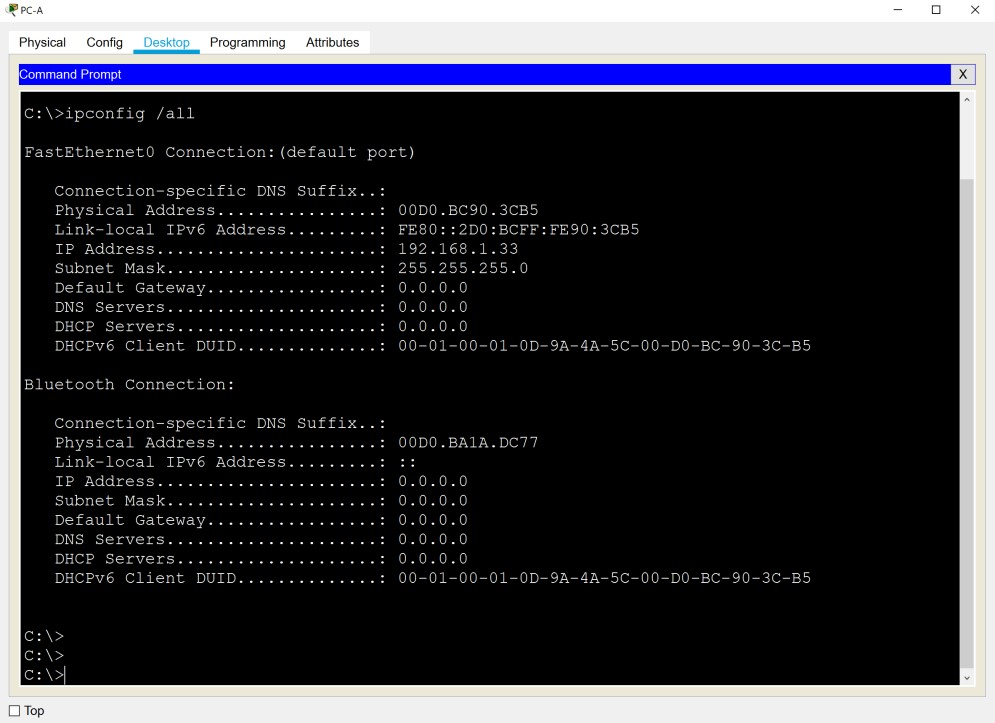 PC-A
Physical Config Desktop Programming Attributes
Command Prompt X
C:\>ipconfig /all
FastEthernet0 Connection:(default port)
Connection-specific DNS Suffix..:
Physical Address................: 00D0.BC90.3CB5
Link-local IPv6 Address.........: FE80::2D0:BCFF:FE90:3CB5
IP Address......................: 192.168.1.33
Subnet Mask.....................: 255.255.255.0
Default Gateway.................: 0.0.0.0
DNS Servers.....................: 0.0.0.0
DHCP Servers....................: 0.0.0.0
DHCPv6 Client DUID..............: 00-01-00-01-0D-9A-4A-5C-00-D0-BC-90-3C-B5
Bluetooth Connection:
Connection-specific DNS Suffix..:
Physical Address................: 00D0.BA1A.DC77
Link-local IPv6 Address.........: ::
IP Address......................: 0.0.0.0
Subnet Mask.....................: 0.0.0.0
Default Gateway.................: 0.0.0.0
DNS Servers.....................: 0.0.0.0
DHCP Servers....................: 0.0.0.0
DHCPv6 Client DUID..............: 00-01-00-01-0D-9A-4A-5C-00-D0-BC-90-3C-B5
C:\>
C:\>
C:\>
Top